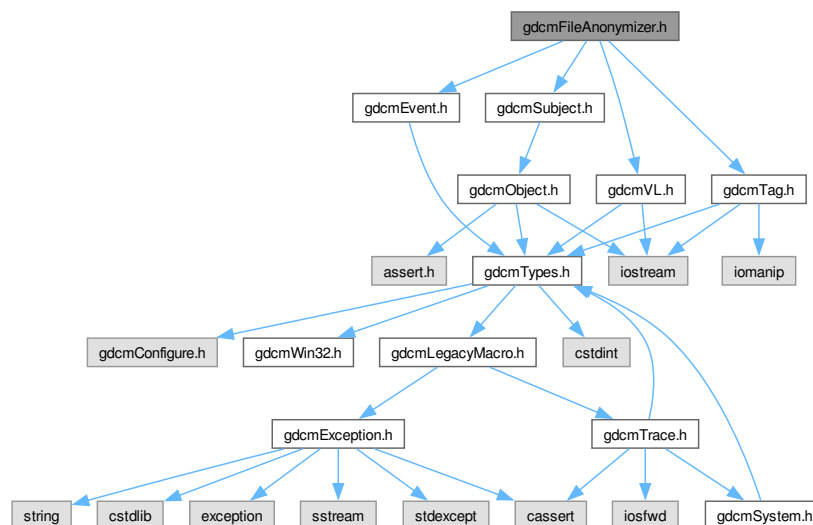 gdcmFileAnonymizer.h
gdcmEvent.h
gdcmSubject.h
gdcmObject.h
gdcmVL.h
gdcmTag.h
assert.h
gdcmTypes.h
iostream
iomanip
gdcmConfigure.h
gdcmWin32.h
gdcmLegacyMacro.h
cstdint
gdcmException.h
gdcmTrace.h
string
cstdlib
exception
sstream
stdexcept
cassert
iosfwd
gdcmSystem.h